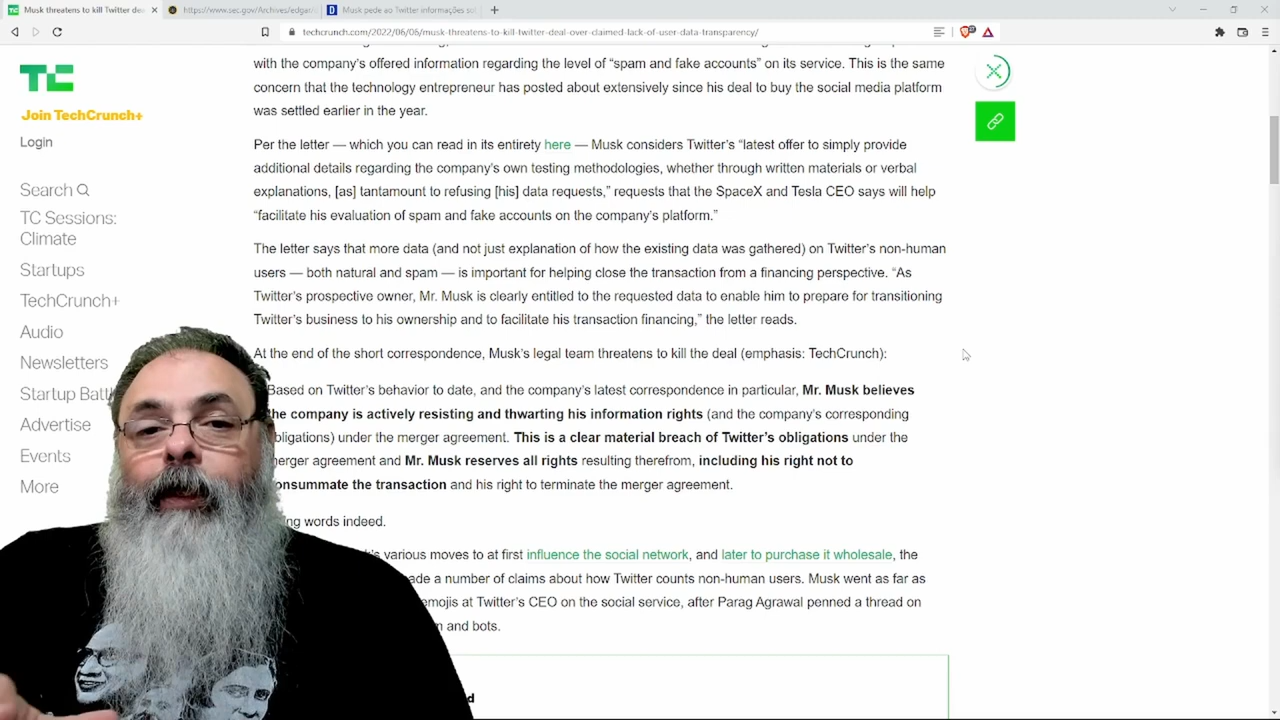 Musk threatens to kill Twitter de
https://www.sec.gov/Archives/edgar/
Musk pede ao Twitter informações so
techcrunch.com/2022/06/06/musk-threatens-to-kill-twitter-deal-over-claimed-lack-of-user-data-transparency/
TC
Join TechCrunch+
Login
Search
TC Sessions:
Climate
Startups
TechCrunch+
Audio
Newsletters
Startup Battl
Advertise
Events
More
with the company's offered information regarding the level of “spam and fake accounts” on its service. This is the same
concern that the technology entrepreneur has posted about extensively since his deal to buy the social media platform
was settled earlier in the year.
Per the letter — which you can read in its entirety here — Musk considers Twitter's “latest offer to simply provide
additional details regarding the company's own testing methodologies, whether through written materials or verbal
explanations, [as] tantamount to refusing [his] data requests,” requests that the SpaceX and Tesla CEO says will help
“facilitate his evaluation of spam and fake accounts on the company's platform.”
The letter says that more data (and not just explanation of how the existing data was gathered) on Twitter's non-human
users — both natural and spam — is important for helping close the transaction from a financing perspective. “As
Twitter's prospective owner, Mr. Musk is clearly entitled to the requested data to enable him to prepare for transitioning
Twitter's business to his ownership and to facilitate his transaction financing,” the letter reads.
At the end of the short correspondence, Musk's legal team threatens to kill the deal (emphasis: TechCrunch):
Based on Twitter's behavior to date, and the company's latest correspondence in particular, Mr. Musk believes
the company is actively resisting and thwarting his information rights (and the company's corresponding
obligations) under the merger agreement. This is a clear material breach of Twitter's obligations under the
merger agreement and Mr. Musk reserves all rights resulting therefrom, including his right not to
consummate the transaction and his right to terminate the merger agreement.
ng words indeed.
's various moves to at first influence the social network, and later to purchase it wholesale, the
ade a number of claims about how Twitter counts non-human users. Musk went as far as
emojis at Twitter's CEO on the social service, after Parag Agrawal penned a thread on
and bots.